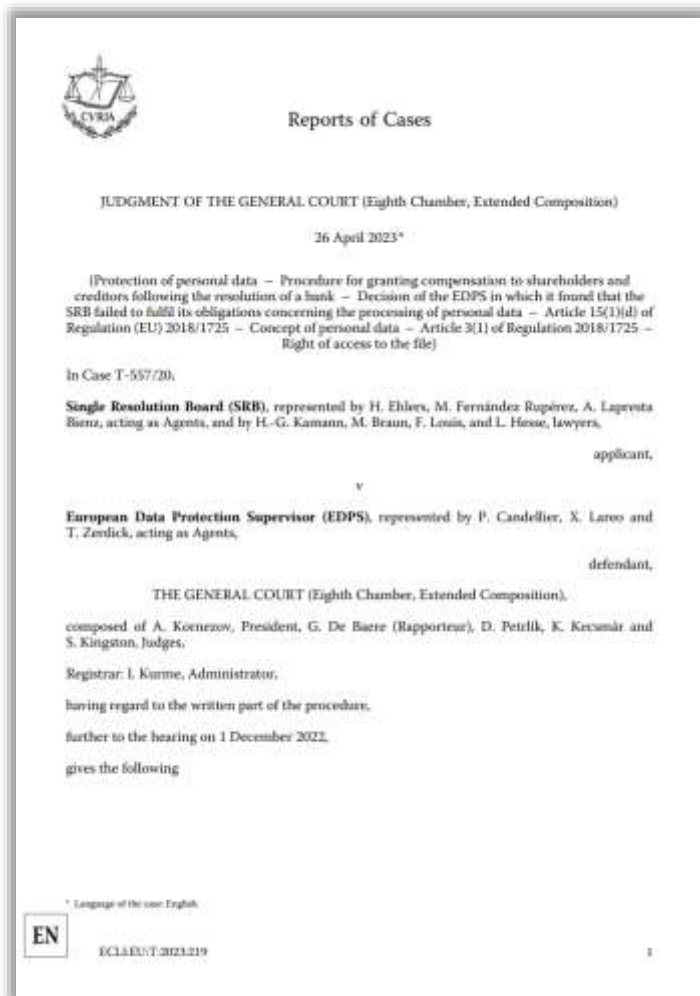 CVRIA
Reports of Cases
JUDGMENT OF THE GENERAL COURT (Eighth Chamber, Extended Composition)
26 April 2023*
(Protection of personal data – Procedure for granting compensation to shareholders and
creditors following the resolution of a bank – Decision of the EDPS in which it found that the
SRB failed to fulfil its obligations concerning the processing of personal data – Article 15(1)(d) of
Regulation (EU) 2018/1725 – Concept of personal data – Article 3(1) of Regulation 2018/1725 –
Right of access to the file)
In Case T-557/20,
Single Resolution Board (SRB), represented by H. Ehlers, M. Fernández Rupérez, A. Lapresta
Bienz, acting as Agents, and by H.-G. Kamann, M. Braun, F. Louis, and L. Hesse, lawyers,
applicant,
v
European Data Protection Supervisor (EDPS), represented by P. Candellier, X. Lareo and
T. Zerdick, acting as Agents,
defendant,
THE GENERAL COURT (Eighth Chamber, Extended Composition),
composed of A. Kornezov, President, G. De Baere (Rapporteur), D. Petrlík, K. Kecsmár and
S. Kingston, Judges,
Registrar: I. Kurme, Administrator,
having regard to the written part of the procedure,
further to the hearing on 1 December 2022,
gives the following
* Language of the case: English.
EN
ECLI:EU:T:2023:219
1